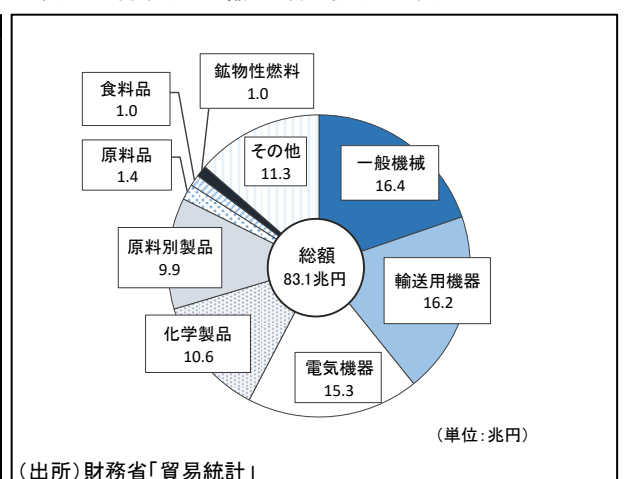 鉱物性燃料
1.0
食料品
1.0
原料品
1.4
その他
11.3
一般機械
16.4
原料別製品
9.9
総額
83.1兆円
輸送用機器
16.2
化学製品
10.6
電気機器
15.3
(単位:兆円)
(出所)財務省「貿易統計」